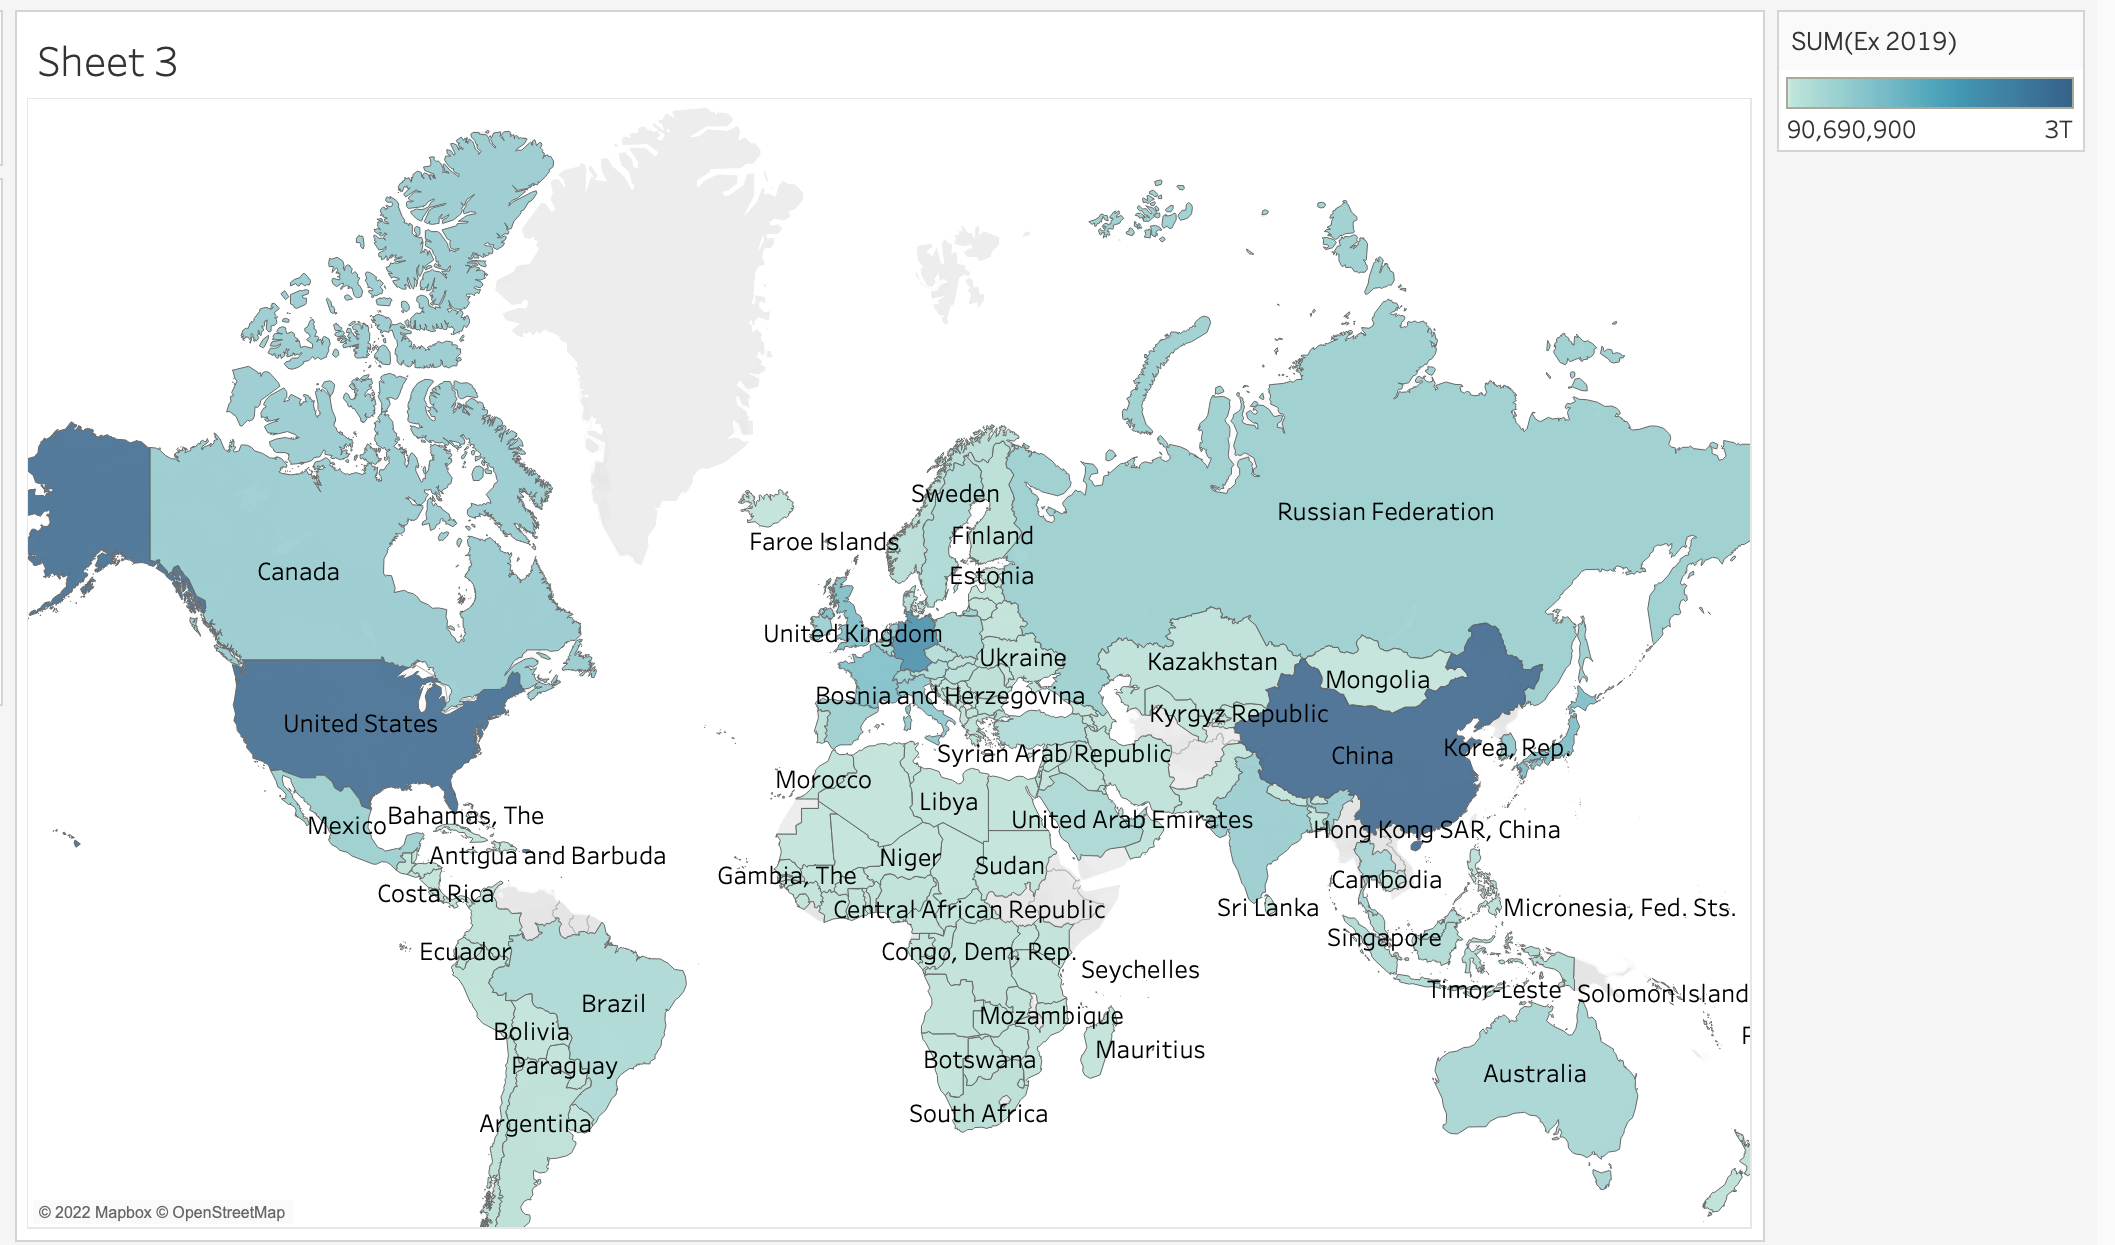 Sheet 3
SUM(Ex 2019)
90,690,900 3T
Sweden
Russian Federation
Finland
Faroe Islands
Canada
Estonia
United Kingdom
Ukraine
Kazakhstan
Mongolia
Bosnia and Herzegovina
Kyrgyz Republic
United States
Korea, Rep.
Syrian Arab Republic
China
Morocco
Libya
Bahamas, The
United Arab Emirates
Mexico
Hong Kong SAR, China
Antigua and Barbuda
Niger
Sudan
Gambia, The
Cambodia
Costa Rica
Central African Republic
Sri Lanka
Micronesia, Fed. Sts.
Singapore
Ecuador
Congo, Dem. Rep.
Seychelles
Timor-Leste
Solomon Island
Brazil
Mozambique
Bolivia
F
Mauritius
Botswana
Paraguay
Australia
South Africa
Argentina
© 2022 Mapbox © OpenStreetMap